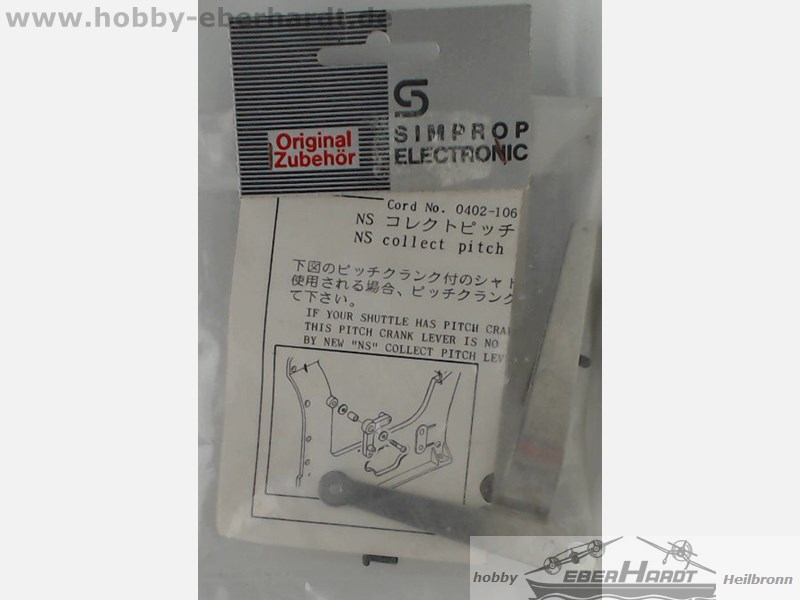 www.hobby-eberhardt.de
Original
Zubehör
SIMPROP
ELECTRONIC
Cord No. 0402-106
NS コレクトピッチ
NS collect pitch
下図のピッチクランク付のシャト
使用される場合、ピッチクランク
て下さい。
IF YOUR SHUTTLE HAS PITCH CRA
THIS PITCH CRANK LEVER IS NO
BY NEW "NS" COLLECT PITCH LEV
hobby EBERHARDT Heilbronn